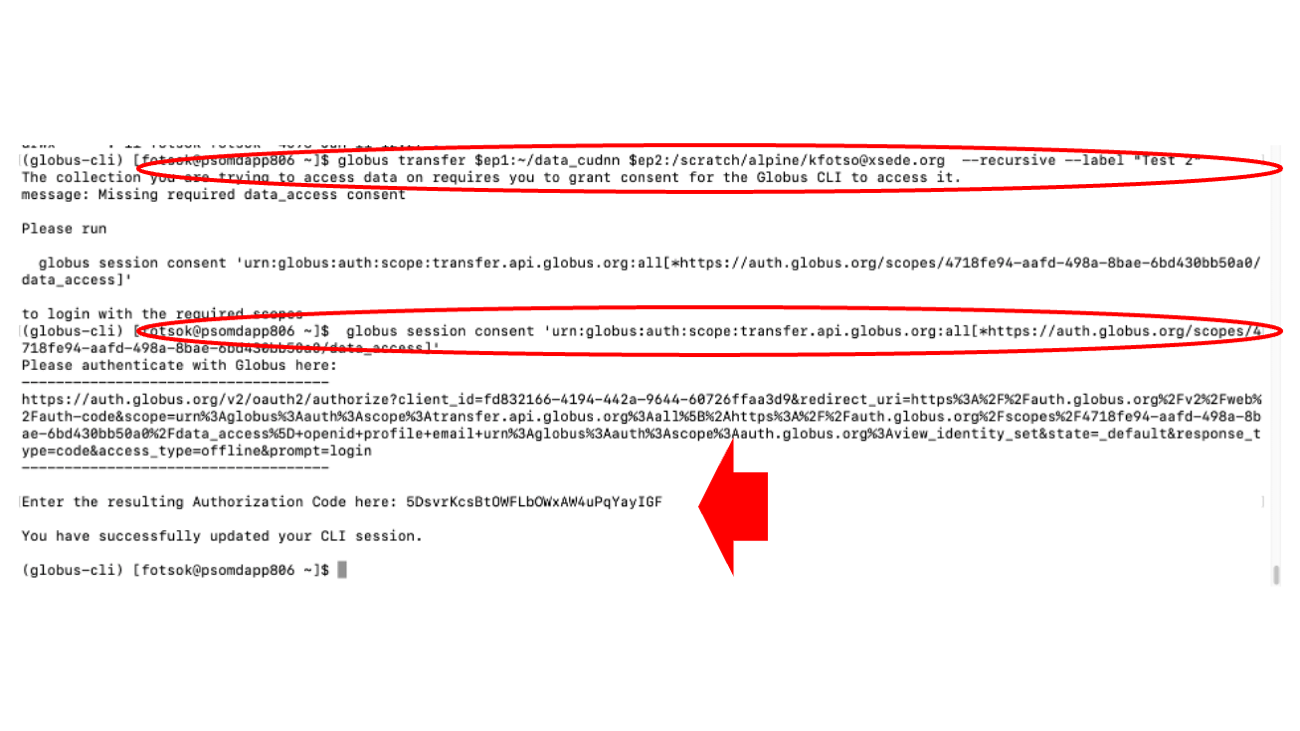 (globus-cli) [fotsok@psomdapp806 ~]$ globus transfer $ep1:~/data_cudnn $ep2:/scratch/alpine/kfotso@xsede.org  --recursive --label "Test 2"
The collection you are trying to access data on requires you to grant consent for the Globus CLI to access it.
message: Missing required data_access consent
Please run
globus session consent 'urn:globus:auth:scope:transfer.api.globus.org:all[*https://auth.globus.org/scopes/4718fe94-aafd-498a-8bae-6bd430bb50a0/
data_access]'
to login with the required scopes
(globus-cli) [fotsok@psomdapp806 ~]$  globus session consent 'urn:globus:auth:scope:transfer.api.globus.org:all[*https://auth.globus.org/scopes/4
718fe94-aafd-498a-8bae-6bd430bb50a0/data_access]'
Please authenticate with Globus here:
------------------------------------
https://auth.globus.org/v2/oauth2/authorize?client_id=fd832166-4194-442a-9644-60726ffaa3d9&redirect_uri=https%3A%2F%2Fauth.globus.org%2Fv2%2Fweb%
2Fauth-code&scope=urn%3Aglobus%3Aauth%3Ascope%3Atransfer.api.globus.org%3Aall%5B%2Ahttps%3A%2F%2Fauth.globus.org%2Fscopes%2F4718fe94-aafd-498a-8b
ae-6bd430bb50a0%2Fdata_access%5D+openid+profile+email+urn%3Aglobus%3Aauth%3Ascope%3Aauth.globus.org%3Aview_identity_set&state=_default&response_t
ype=code&access_type=offline&prompt=login
------------------------------------
Enter the resulting Authorization Code here: 5DsvrKcsBtOWFLbOWxAW4uPqYayIGF
You have successfully updated your CLI session.
(globus-cli) [fotsok@psomdapp806 ~]$